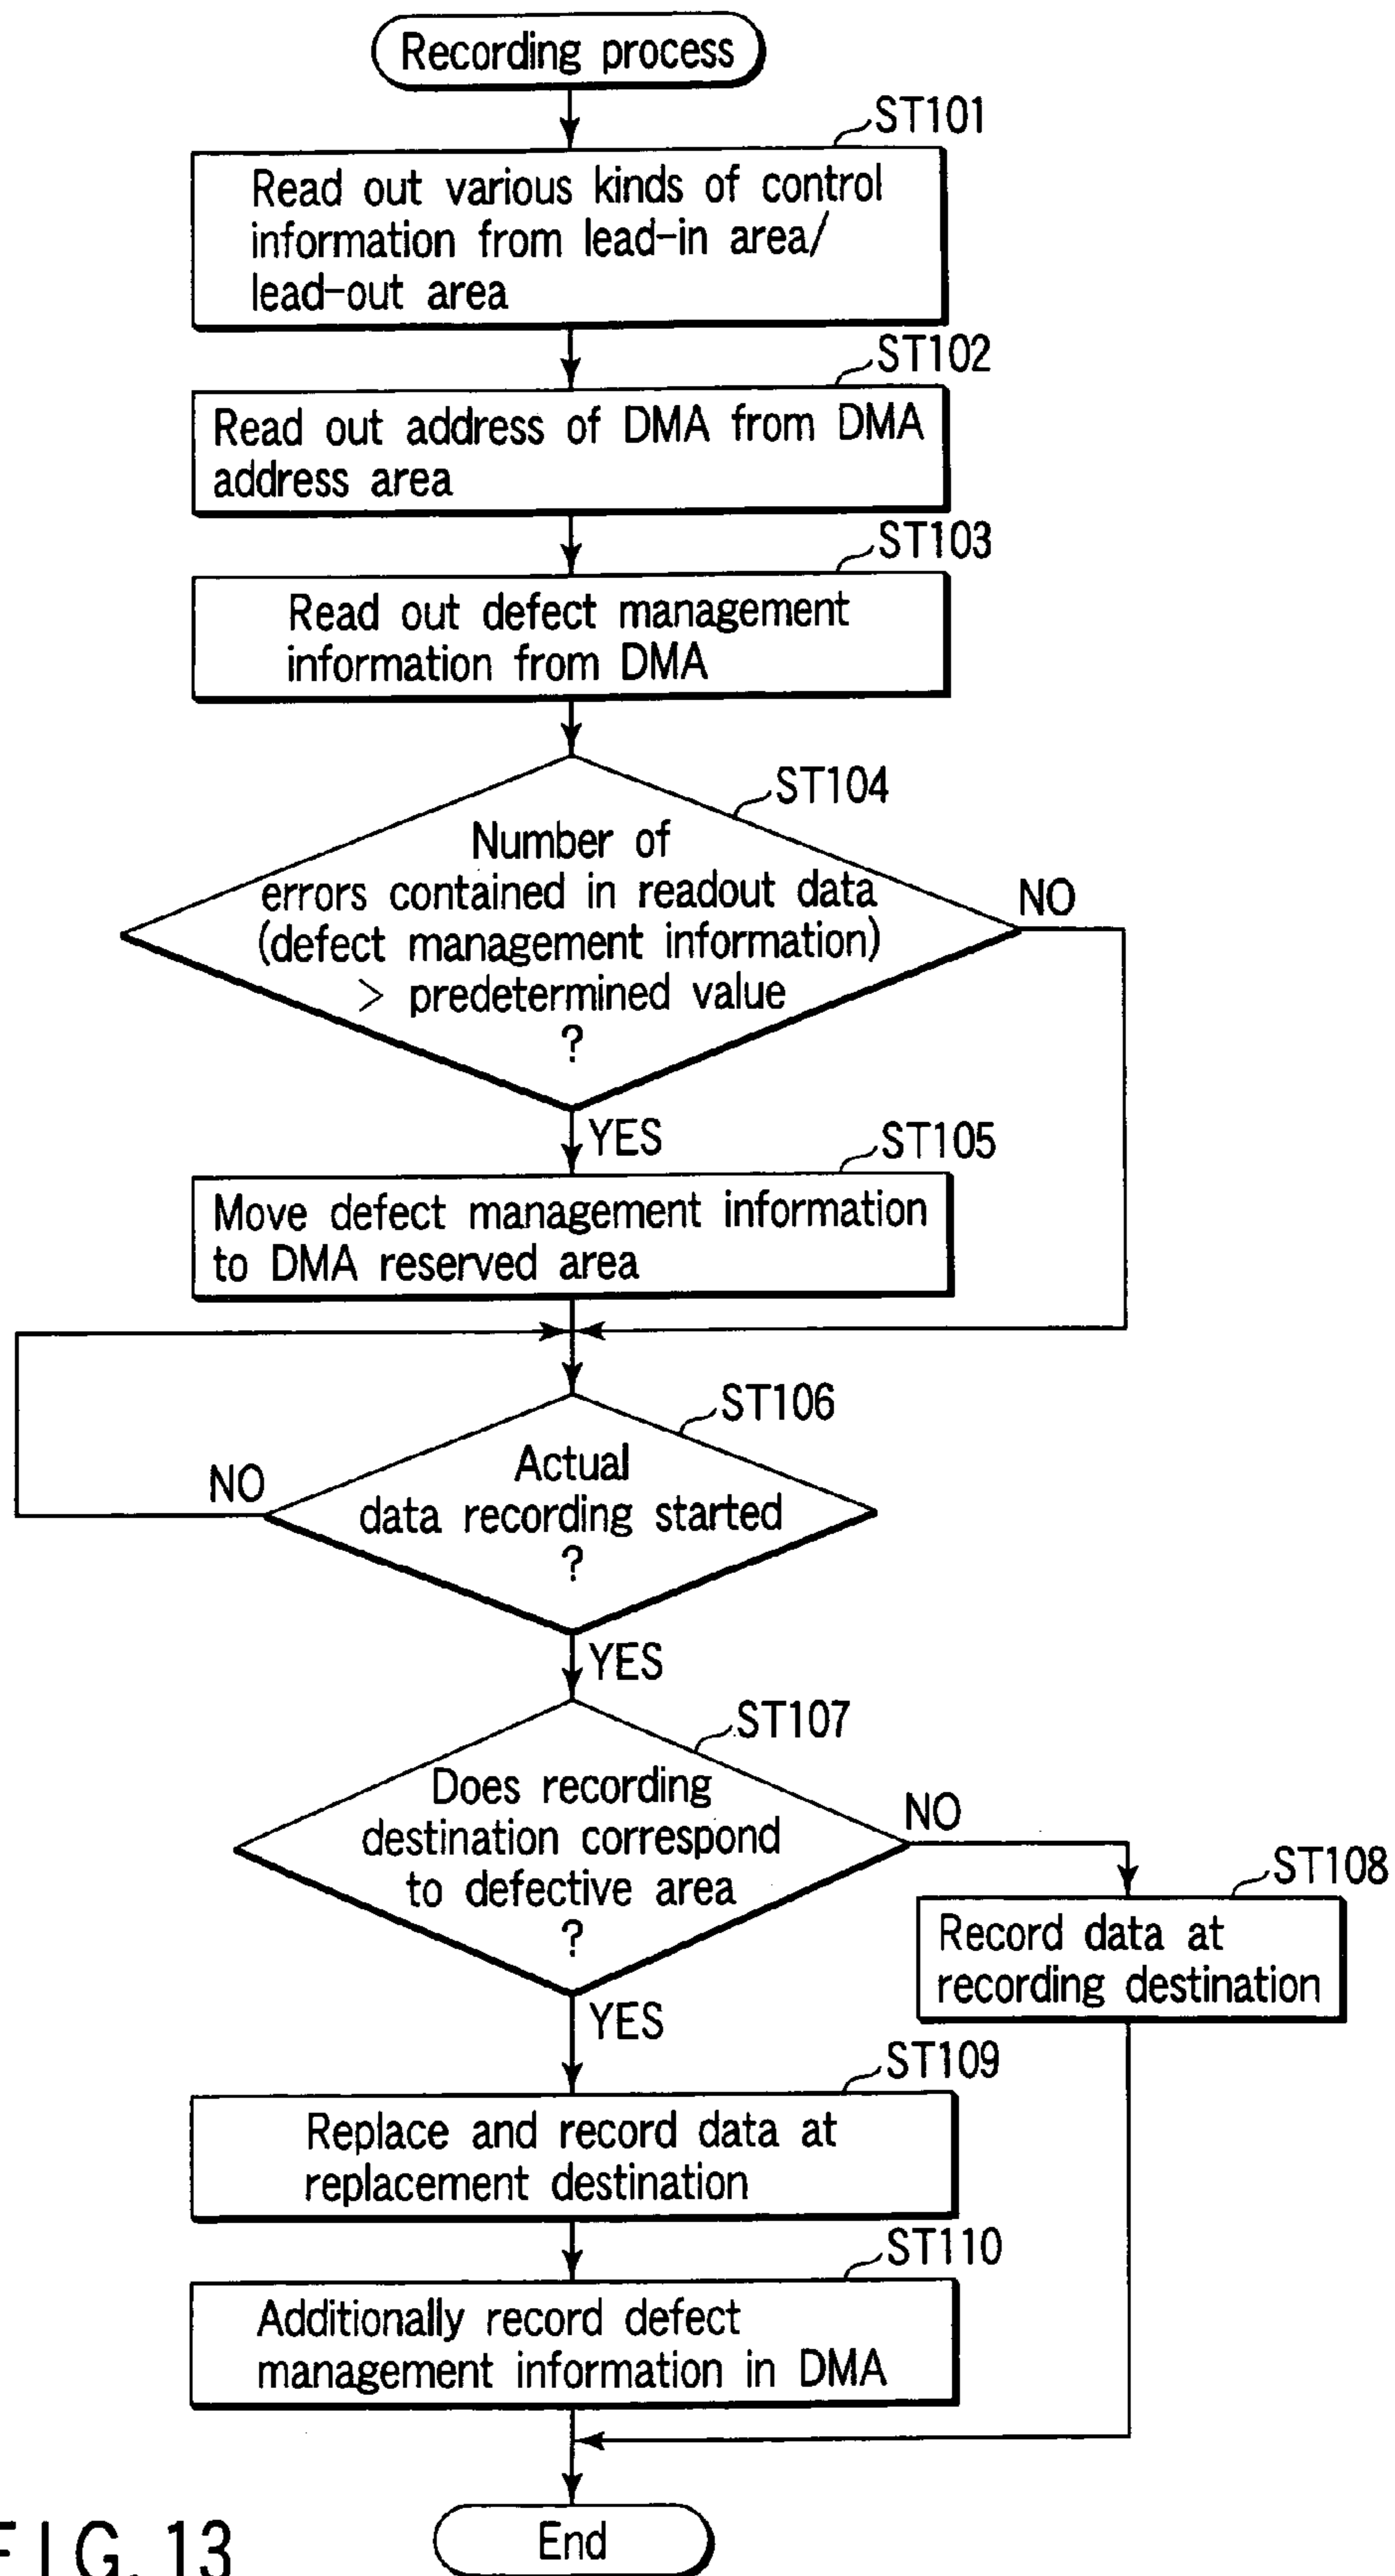 Recording process
ST101
Read out various kinds of control
information from lead-in area/
lead-out area
ST102
Read out address of DMA from DMA
address area
ST103
Read out defect management
information from DMA
ST104
Number of
errors contained in readout data
(defect management information)
> predetermined value
?
NO
YES
ST105
Move defect management information
to DMA reserved area
ST106
Actual
data recording started
?
NO
YES
ST107
Does recording
destination correspond
to defective area
?
NO
ST108
Record data at
recording destination
YES
ST109
Replace and record data at
replacement destination
ST110
Additionally record defect
management information in DMA
End
FIG. 13